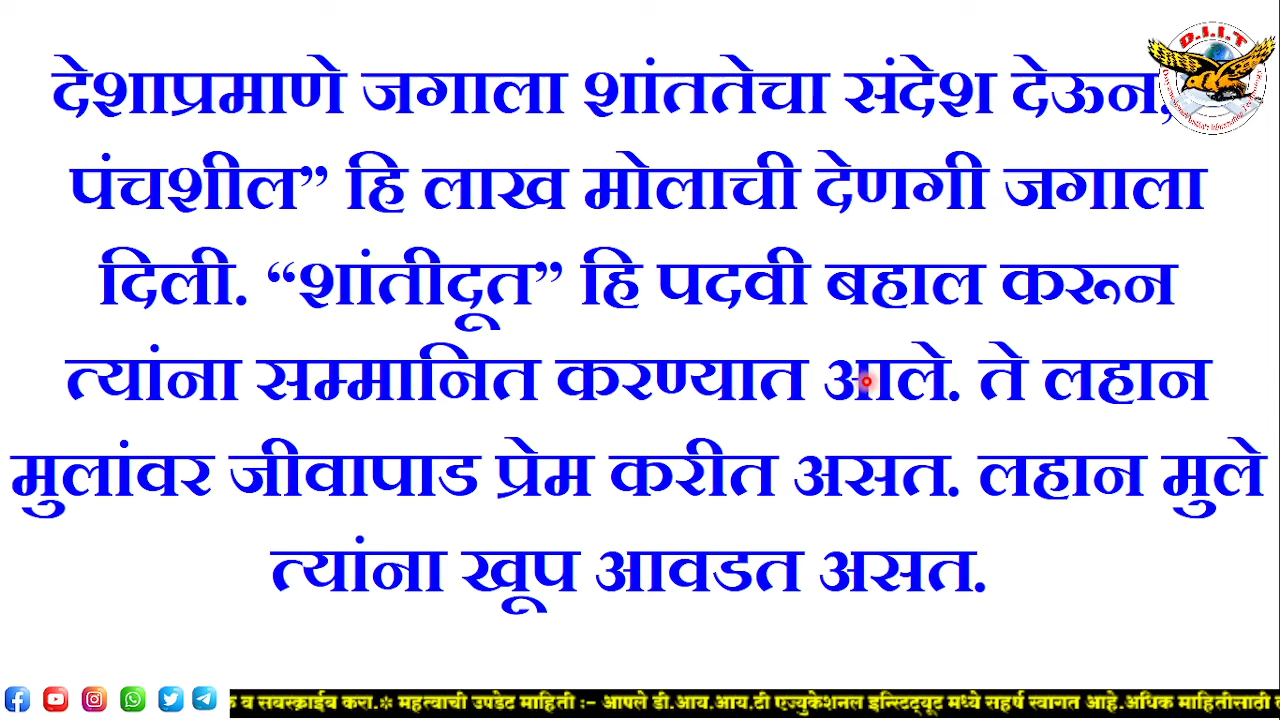 देशाप्रमाणे जगाला शांततेचा संदेश देऊन,
पंचशील” हि लाख मोलाची देणगी जगाला
दिली. “शांतीदूत” हि पदवी बहाल करून
त्यांना सम्मानित करण्यात आले. ते लहान
मुलांवर जीवापाड प्रेम करीत असत. लहान मुले
त्यांना खूप आवडत असत.
D.I.I.T
व सबस्क्राईब करा.※ महत्वाची उपडेट माहिती :- आपले डी.आय.आय.टी एज्युकेशनल इन्स्टिट्यूट मध्ये सहर्ष स्वागत आहे.अधिक माहितीसाठी